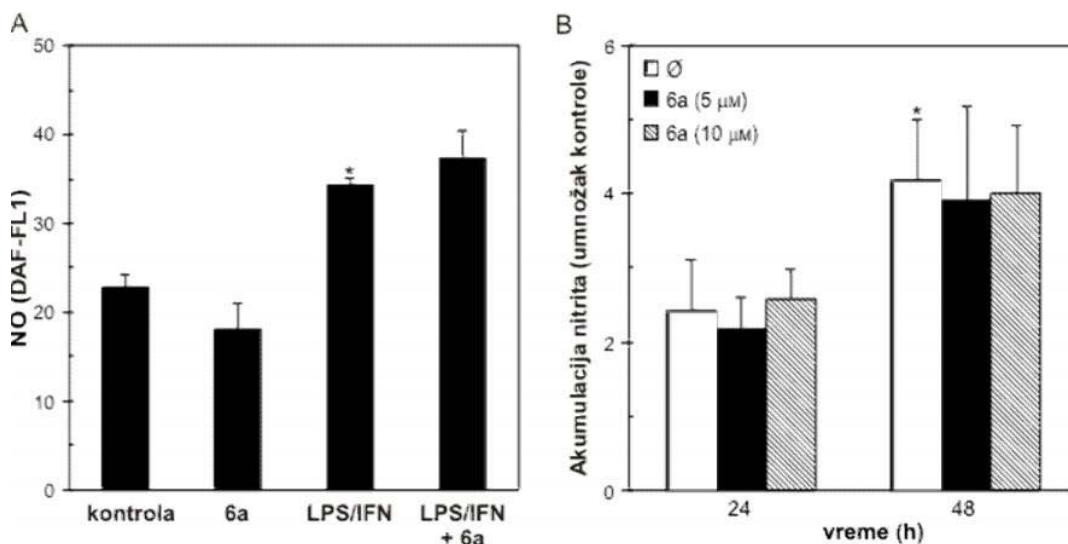 A
NO (DAF-FL1)
50
40
30
20
10
0
*
kontrola
6a
LPS/IFN
LPS/IFN
+ 6a
B
Akumulacija nitrita (umnožak kontrole)
6
4
2
0
Ø
6a (5 µM)
6a (10 µM)
*
24
48
vreme (h)